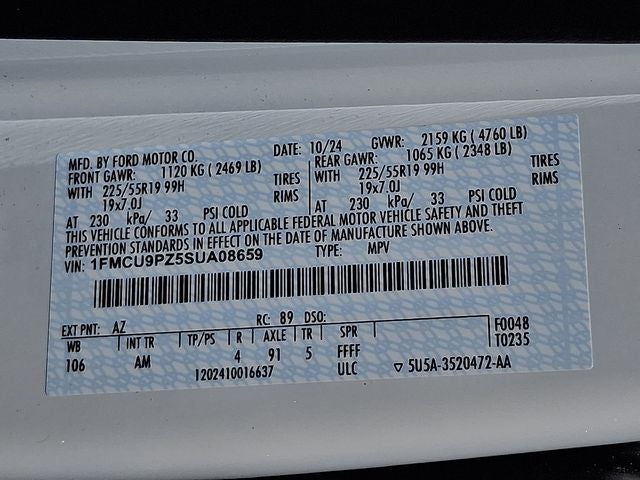 MFD. BY FORD MOTOR CO. DATE: 10/24 GVWR: 2159 KG (4760 LB)
FRONT GAWR: 1120 KG (2469 LB) REAR GAWR: 1065 KG (2348 LB)
WITH 225/55R19 99H TIRES WITH 225/55R19 99H TIRES
19x7.0J RIMS 19x7.0J RIMS
AT 230 kPa/ 33 PSI COLD AT 230 kPa/ 33 PSI COLD
THIS VEHICLE CONFORMS TO ALL APPLICABLE FEDERAL MOTOR VEHICLE SAFETY AND THEFT
PREVENTION STANDARDS IN EFFECT ON THE DATE OF MANUFACTURE SHOWN ABOVE.
VIN: 1FMCU9PZ5SUA08659 TYPE: MPV
EXT PNT: AZ RC: 89 DSO: F0048
WB INT TR TP/PS R AXLE TR SPR T0235
106 AM 4 91 5 FFFF
1202410016637 ULC ▽ 5U5A-3520472-AA